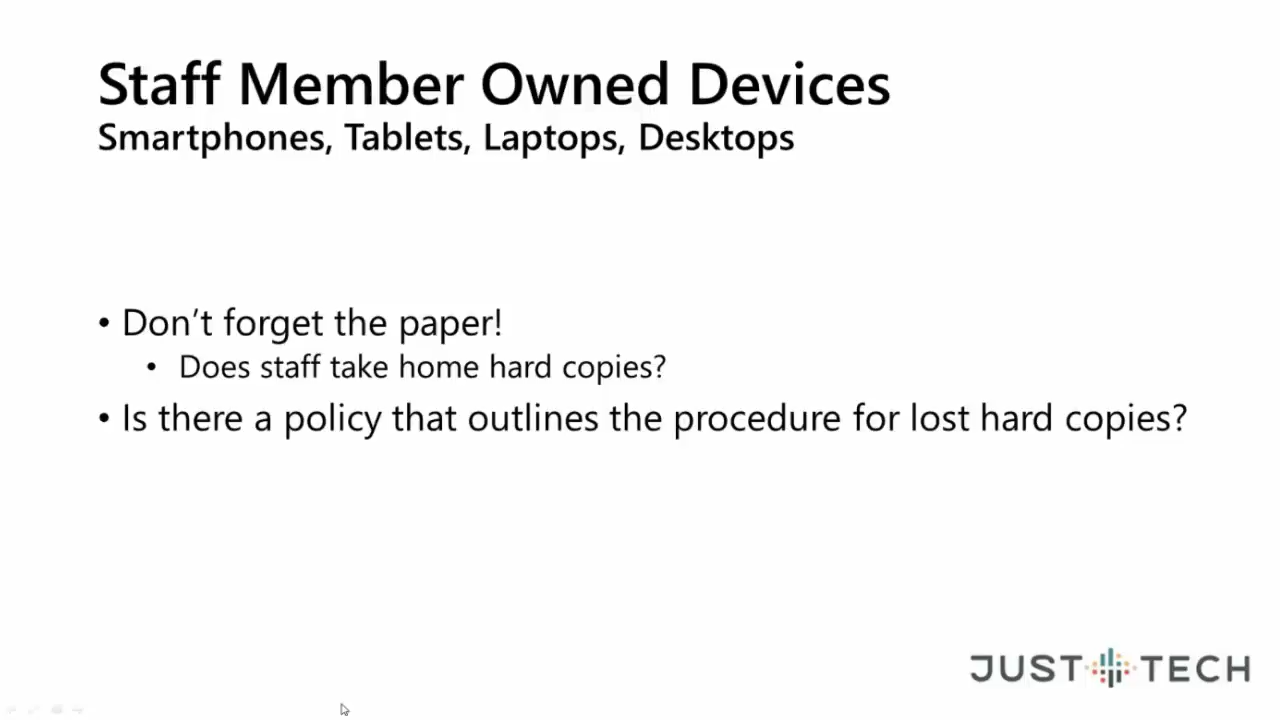 Staff Member Owned Devices
Smartphones, Tablets, Laptops, Desktops
• Don’t forget the paper!
• Does staff take home hard copies?
• Is there a policy that outlines the procedure for lost hard copies?
JUST TECH